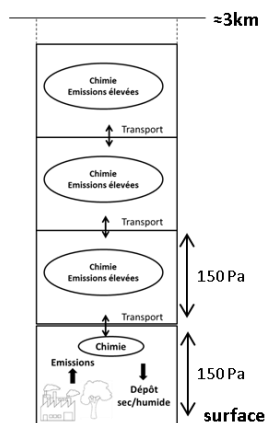 ≈3km
Chimie
Emissions élevées
Transport
Chimie
Emissions élevées
Transport
Chimie
Emissions élevées
150 Pa
Transport
Chimie
Emissions
150 Pa
Dépôt
sec/humide
surface